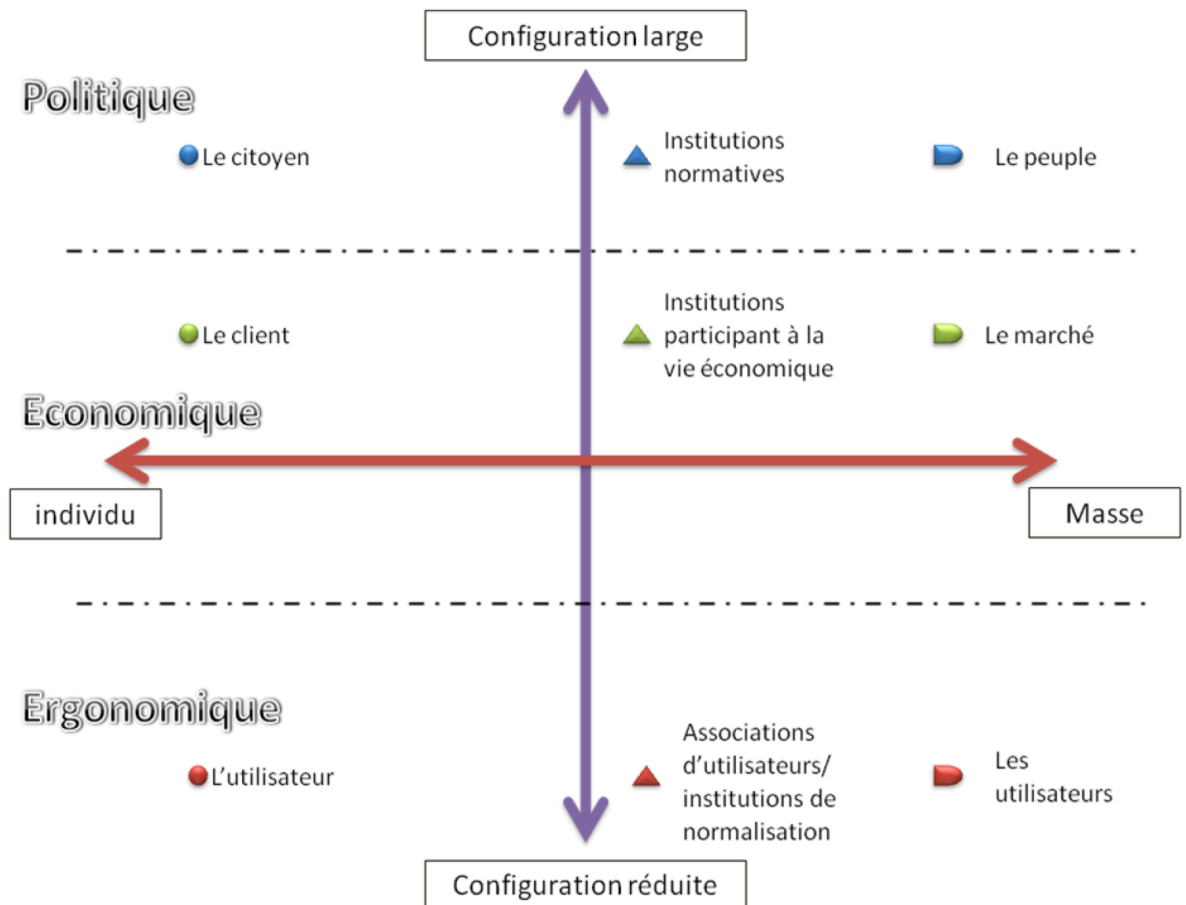 Configuration large
Politique
Le citoyen
Institutions
normatives
Le peuple
Le client
Institutions
participant à la
vie économique
Le marché
Economique
individu
Masse
Ergonomique
L'utilisateur
Associations
d'utilisateurs/
institutions de
normalisation
Les
utilisateurs
Configuration réduite